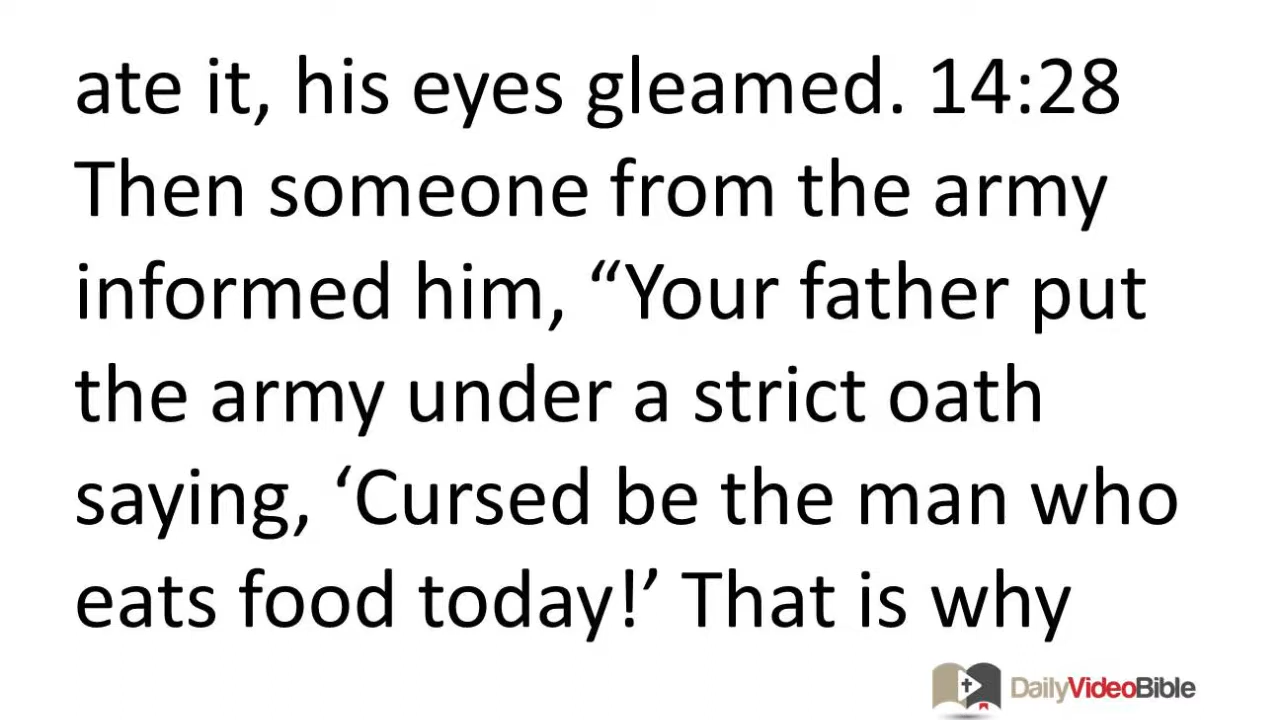 ate it, his eyes gleamed. 14:28
Then someone from the army
informed him, “Your father put
the army under a strict oath
saying, ‘Cursed be the man who
eats food today!’ That is why
DailyVideoBible